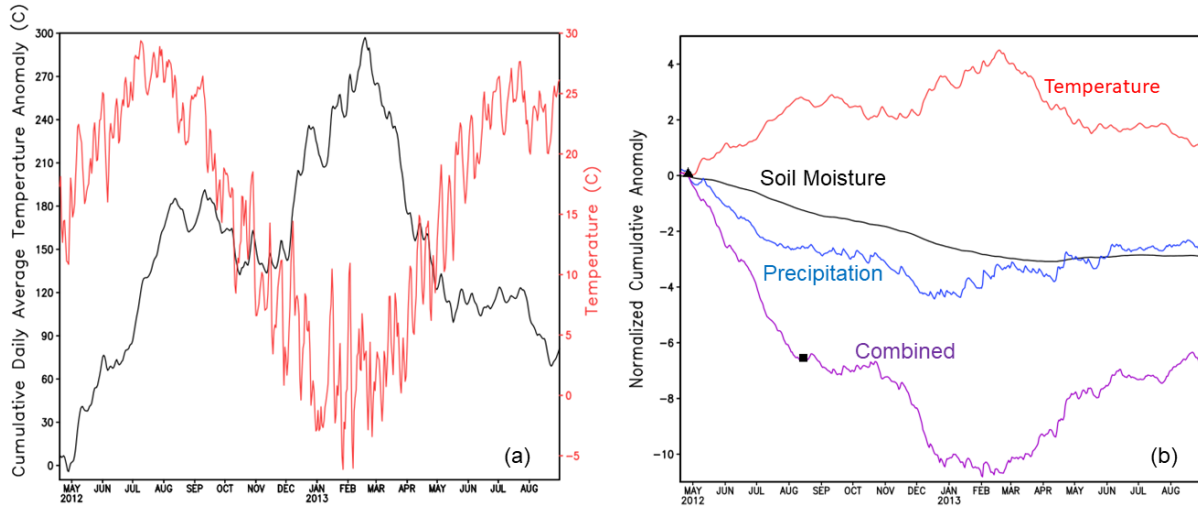 Cumulative Daily Average Temperature Anomaly (C)
300
270
240
210
180
150
120
90
60
30
0
30
25
20
15
10
5
0
-5
Temperature (C)
MAY JUN JUL AUG SEP OCT NOV DEC JAN FEB MAR APR MAY JUN JUL AUG
2012 2013
(a)
Normalized Cumulative Anomaly
4
2
0
-2
-4
-6
-8
-10
Temperature
Soil Moisture
Precipitation
Combined
MAY JUN JUL AUG SEP OCT NOV DEC JAN FEB MAR APR MAY JUN JUL AUG
2012 2013
(b)